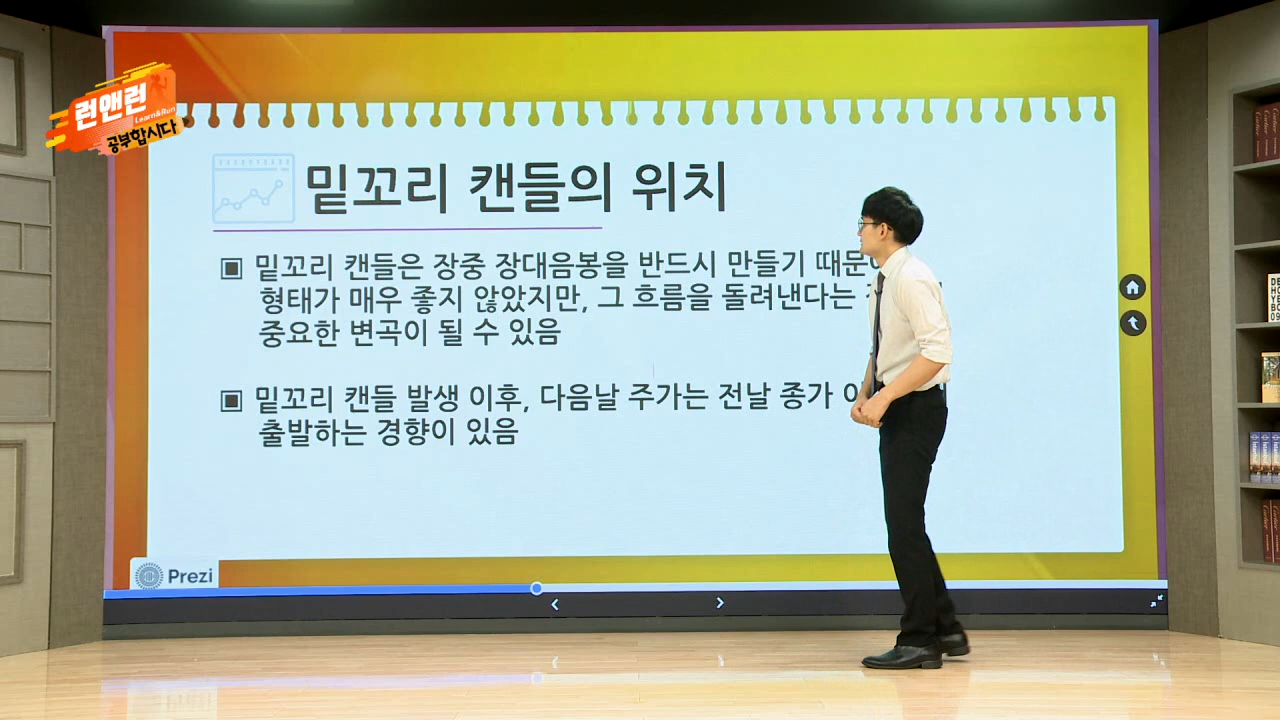 런앤런
Learn&Run
공부합시다
밑꼬리 캔들의 위치
▣ 밑꼬리 캔들은 장중 장대음봉을 반드시 만들기
형태가 매우 좋지 않았지만, 그 흐름을 돌려낸다는
중요한 변곡이 될 수 있음
▣ 밑꼬리 캔들 발생 이후, 다음날 주가는 전날 종가
출발하는 경향이 있음
Prezi